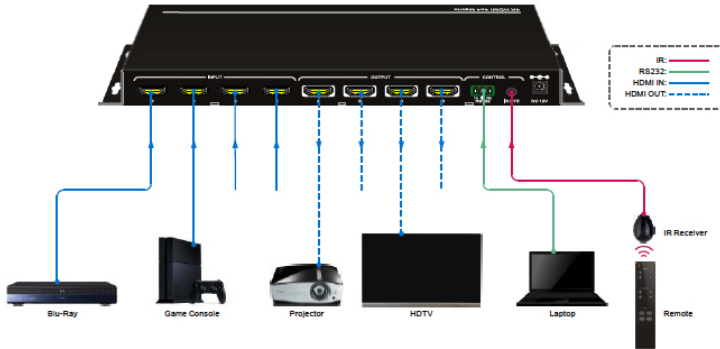 IR:
RS232:
HDMI IN:
HDMI OUT:
INPUT
OUTPUT
CONTROL
DC 12V
IR Receiver
Blu-Ray
Game Console
Projector
HDTV
Laptop
Remote